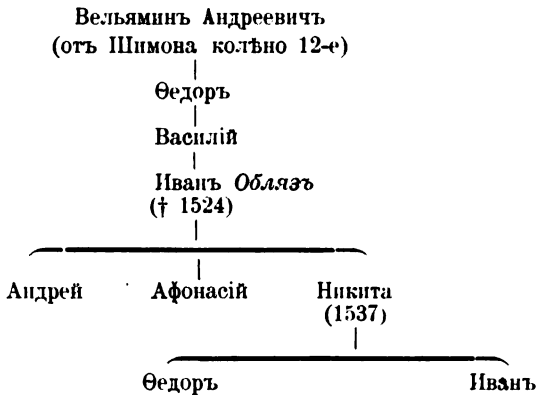 Вельяминъ Андреевичъ
(отъ Шимона колѣно 12-е)
Ѳедоръ
Василій
Иванъ Облязъ
(† 1524)
Андрей Афонасій Никита
(1537)
Ѳедоръ Иванъ